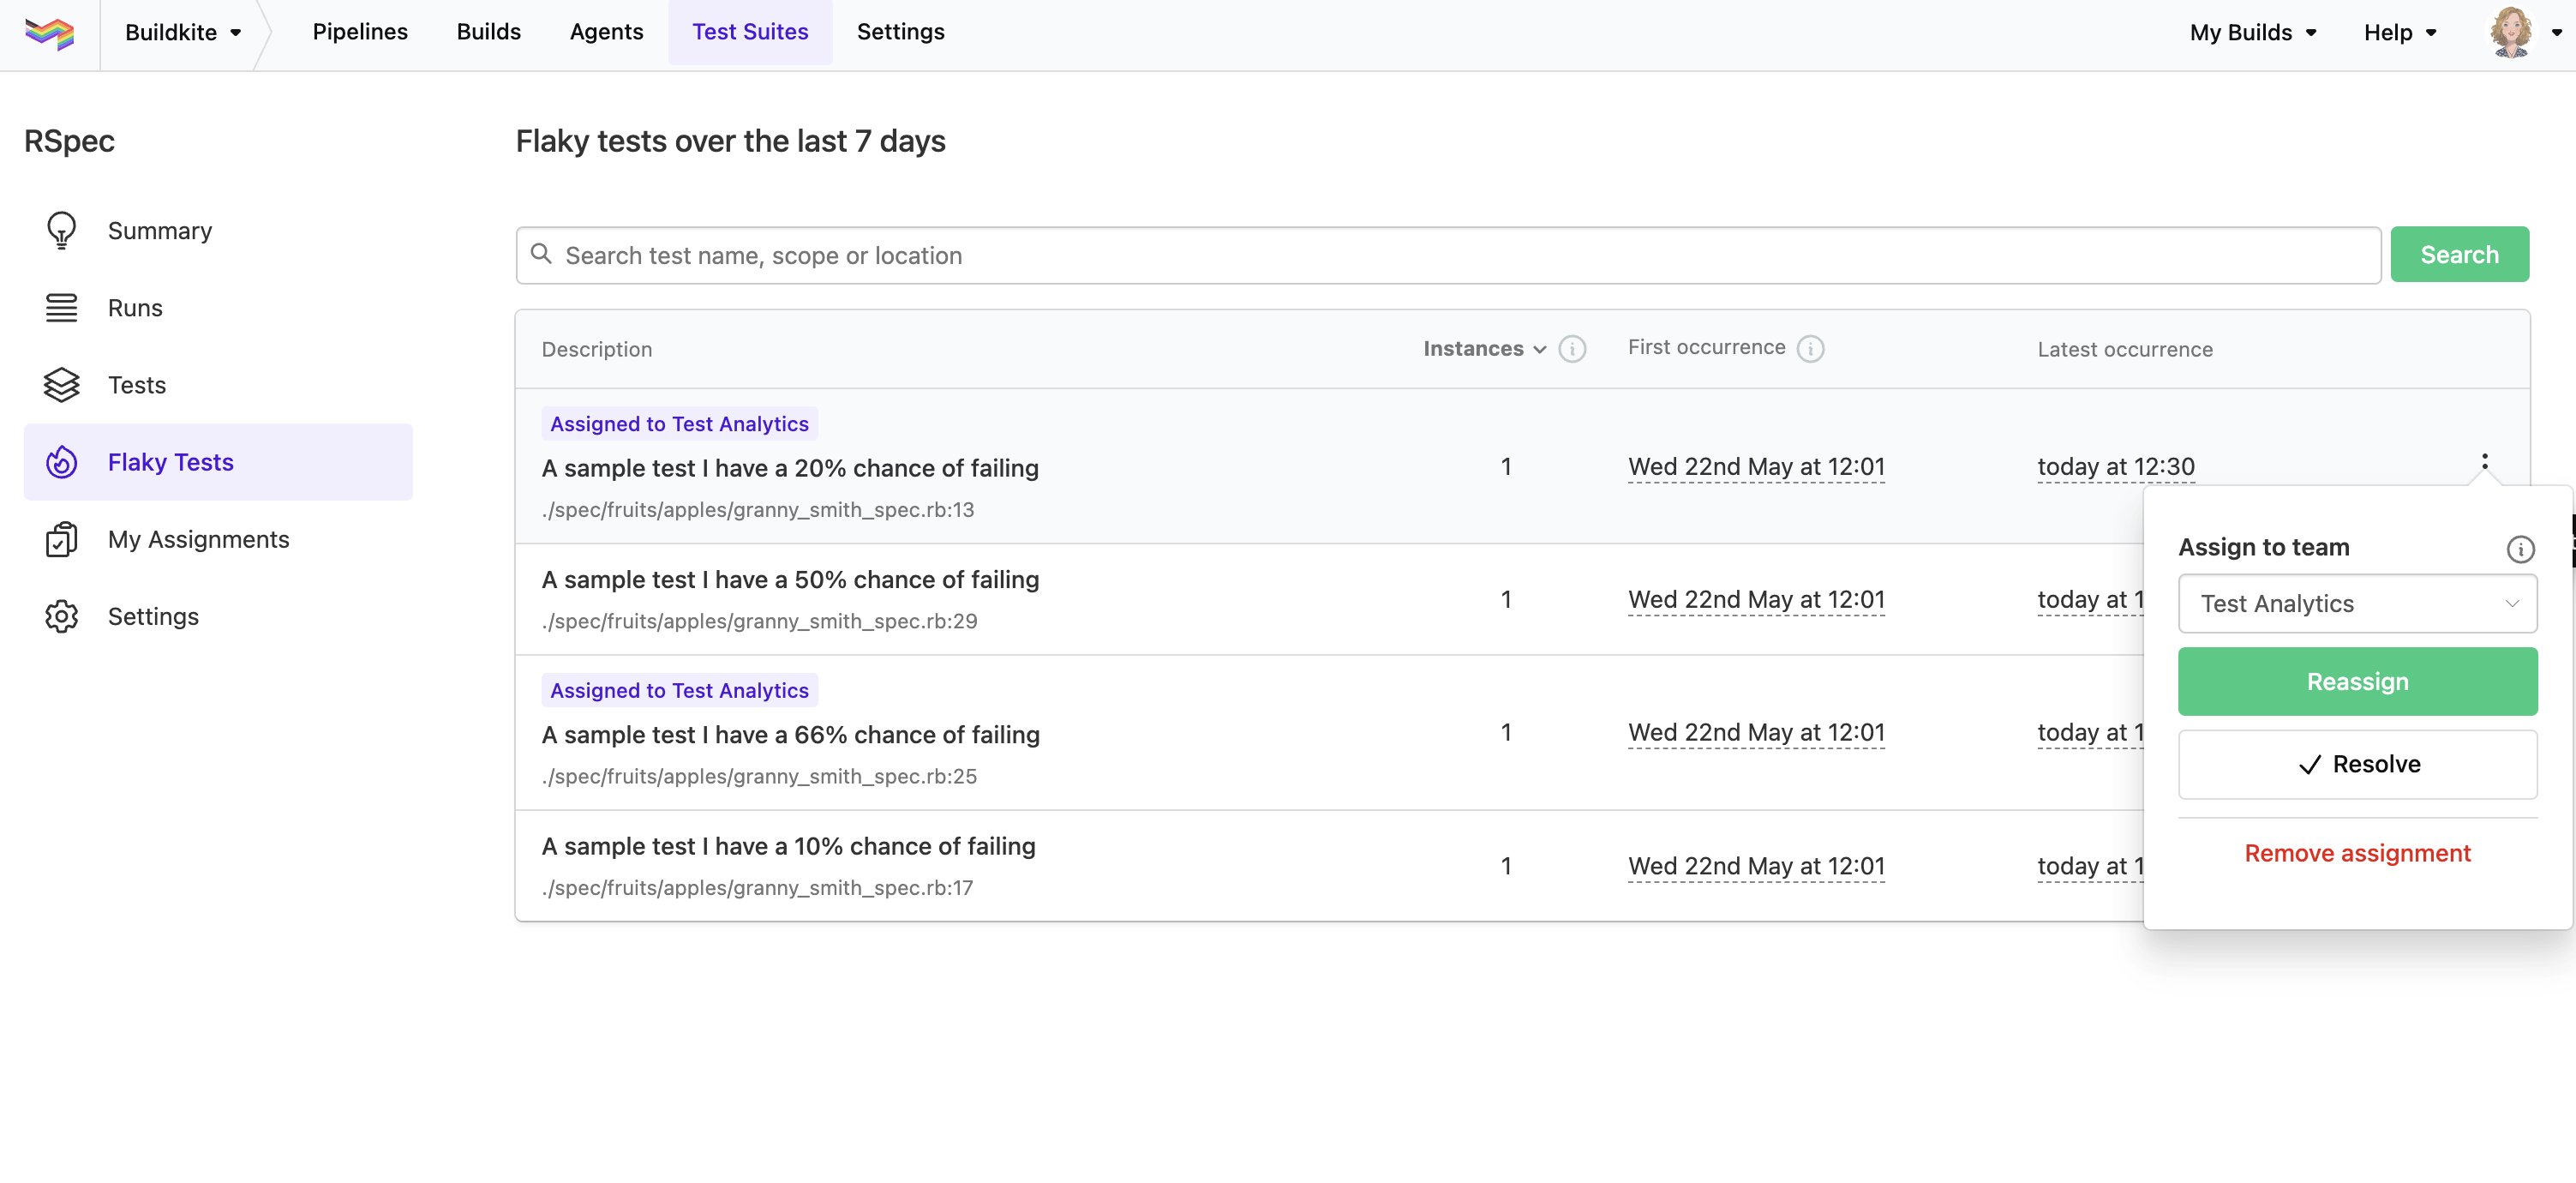 Buildkite
Pipelines
Builds
Agents
Test Suites
Settings
My Builds
Help
RSpec
Summary
Runs
Tests
Flaky Tests
My Assignments
Settings
Flaky tests over the last 7 days
Search test name, scope or location
Search
Description
Instances
First occurrence
Latest occurrence
Assigned to Test Analytics
A sample test I have a 20% chance of failing
./spec/fruits/apples/granny_smith_spec.rb:13
1
Wed 22nd May at 12:01
today at 12:30
A sample test I have a 50% chance of failing
./spec/fruits/apples/granny_smith_spec.rb:29
1
Wed 22nd May at 12:01
today at 1
Assigned to Test Analytics
A sample test I have a 66% chance of failing
./spec/fruits/apples/granny_smith_spec.rb:25
1
Wed 22nd May at 12:01
today at 1
A sample test I have a 10% chance of failing
./spec/fruits/apples/granny_smith_spec.rb:17
1
Wed 22nd May at 12:01
today at 1
Assign to team
Test Analytics
Reassign
Resolve
Remove assignment